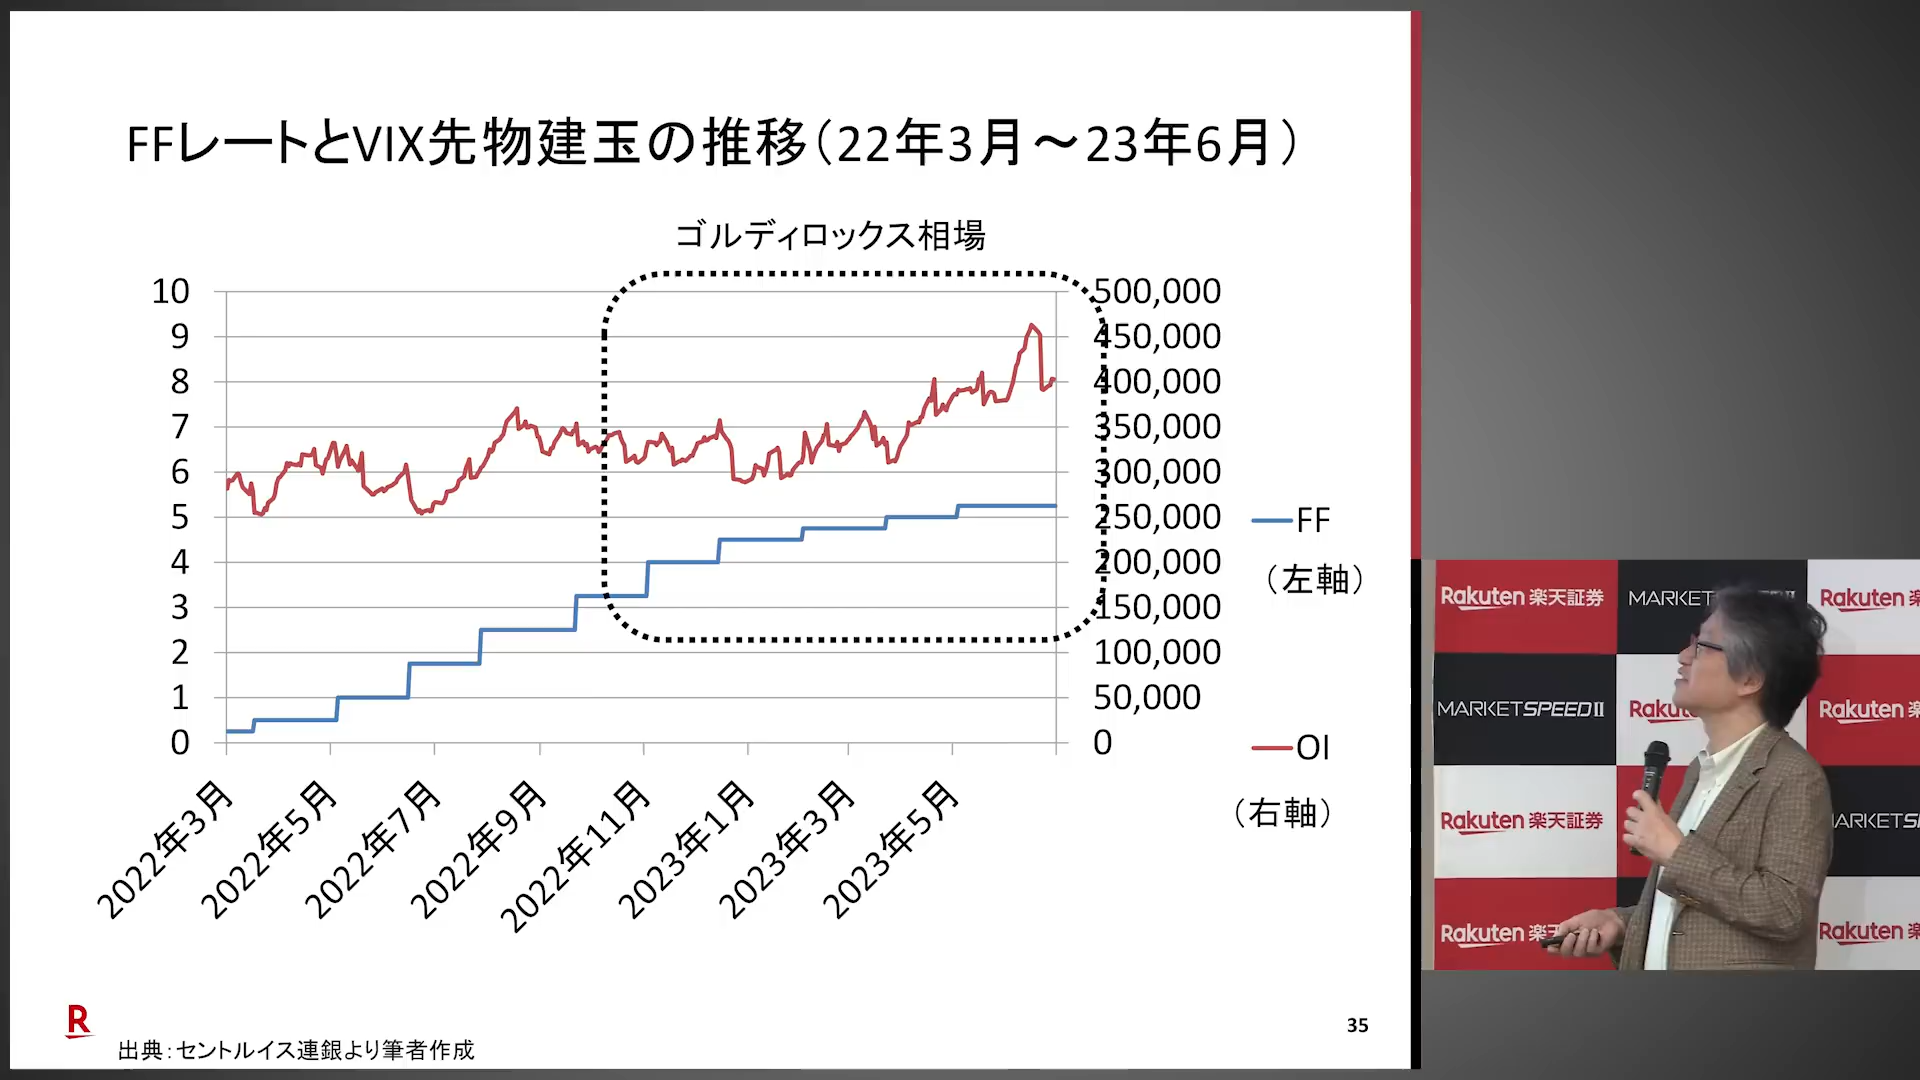 FFレートとVIX先物建玉の推移（22年3月～23年6月）
ゴルディロックス相場
10
9
8
7
6
5
4
3
2
1
0
500,000
450,000
400,000
350,000
300,000
250,000
200,000
150,000
100,000
50,000
0
2022年3月
2022年5月
2022年7月
2022年9月
2022年11月
2023年1月
2023年3月
2023年5月
FF
（左軸）
OI
（右軸）
R
出典：セントルイス連銀より筆者作成
35
Rakuten 楽天証券
MARKET
Rakuten 楽
MARKETSPEED II
Rakuten 楽
Rakuten 楽天証券
Rakuten
Rakuten 楽